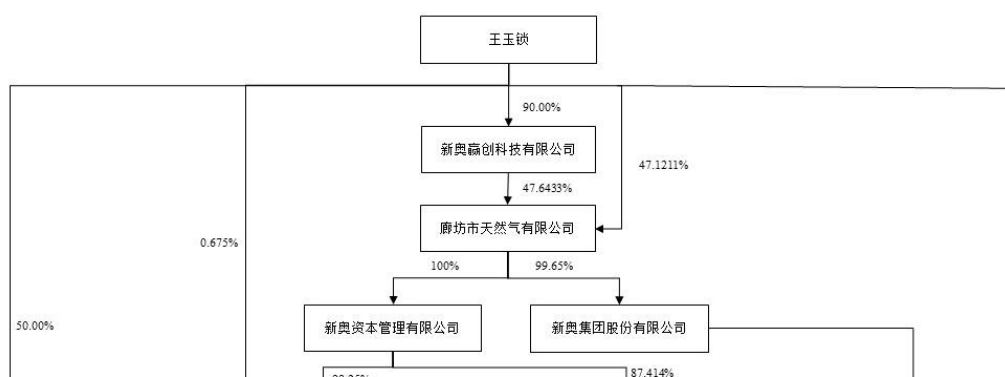 王玉锁
90.00%
新奥赢创科技有限公司
47.1211%
47.6433%
廊坊市天然气有限公司
0.675%
100%
99.65%
50.00%
新奥资本管理有限公司
新奥集团股份有限公司
87.414%